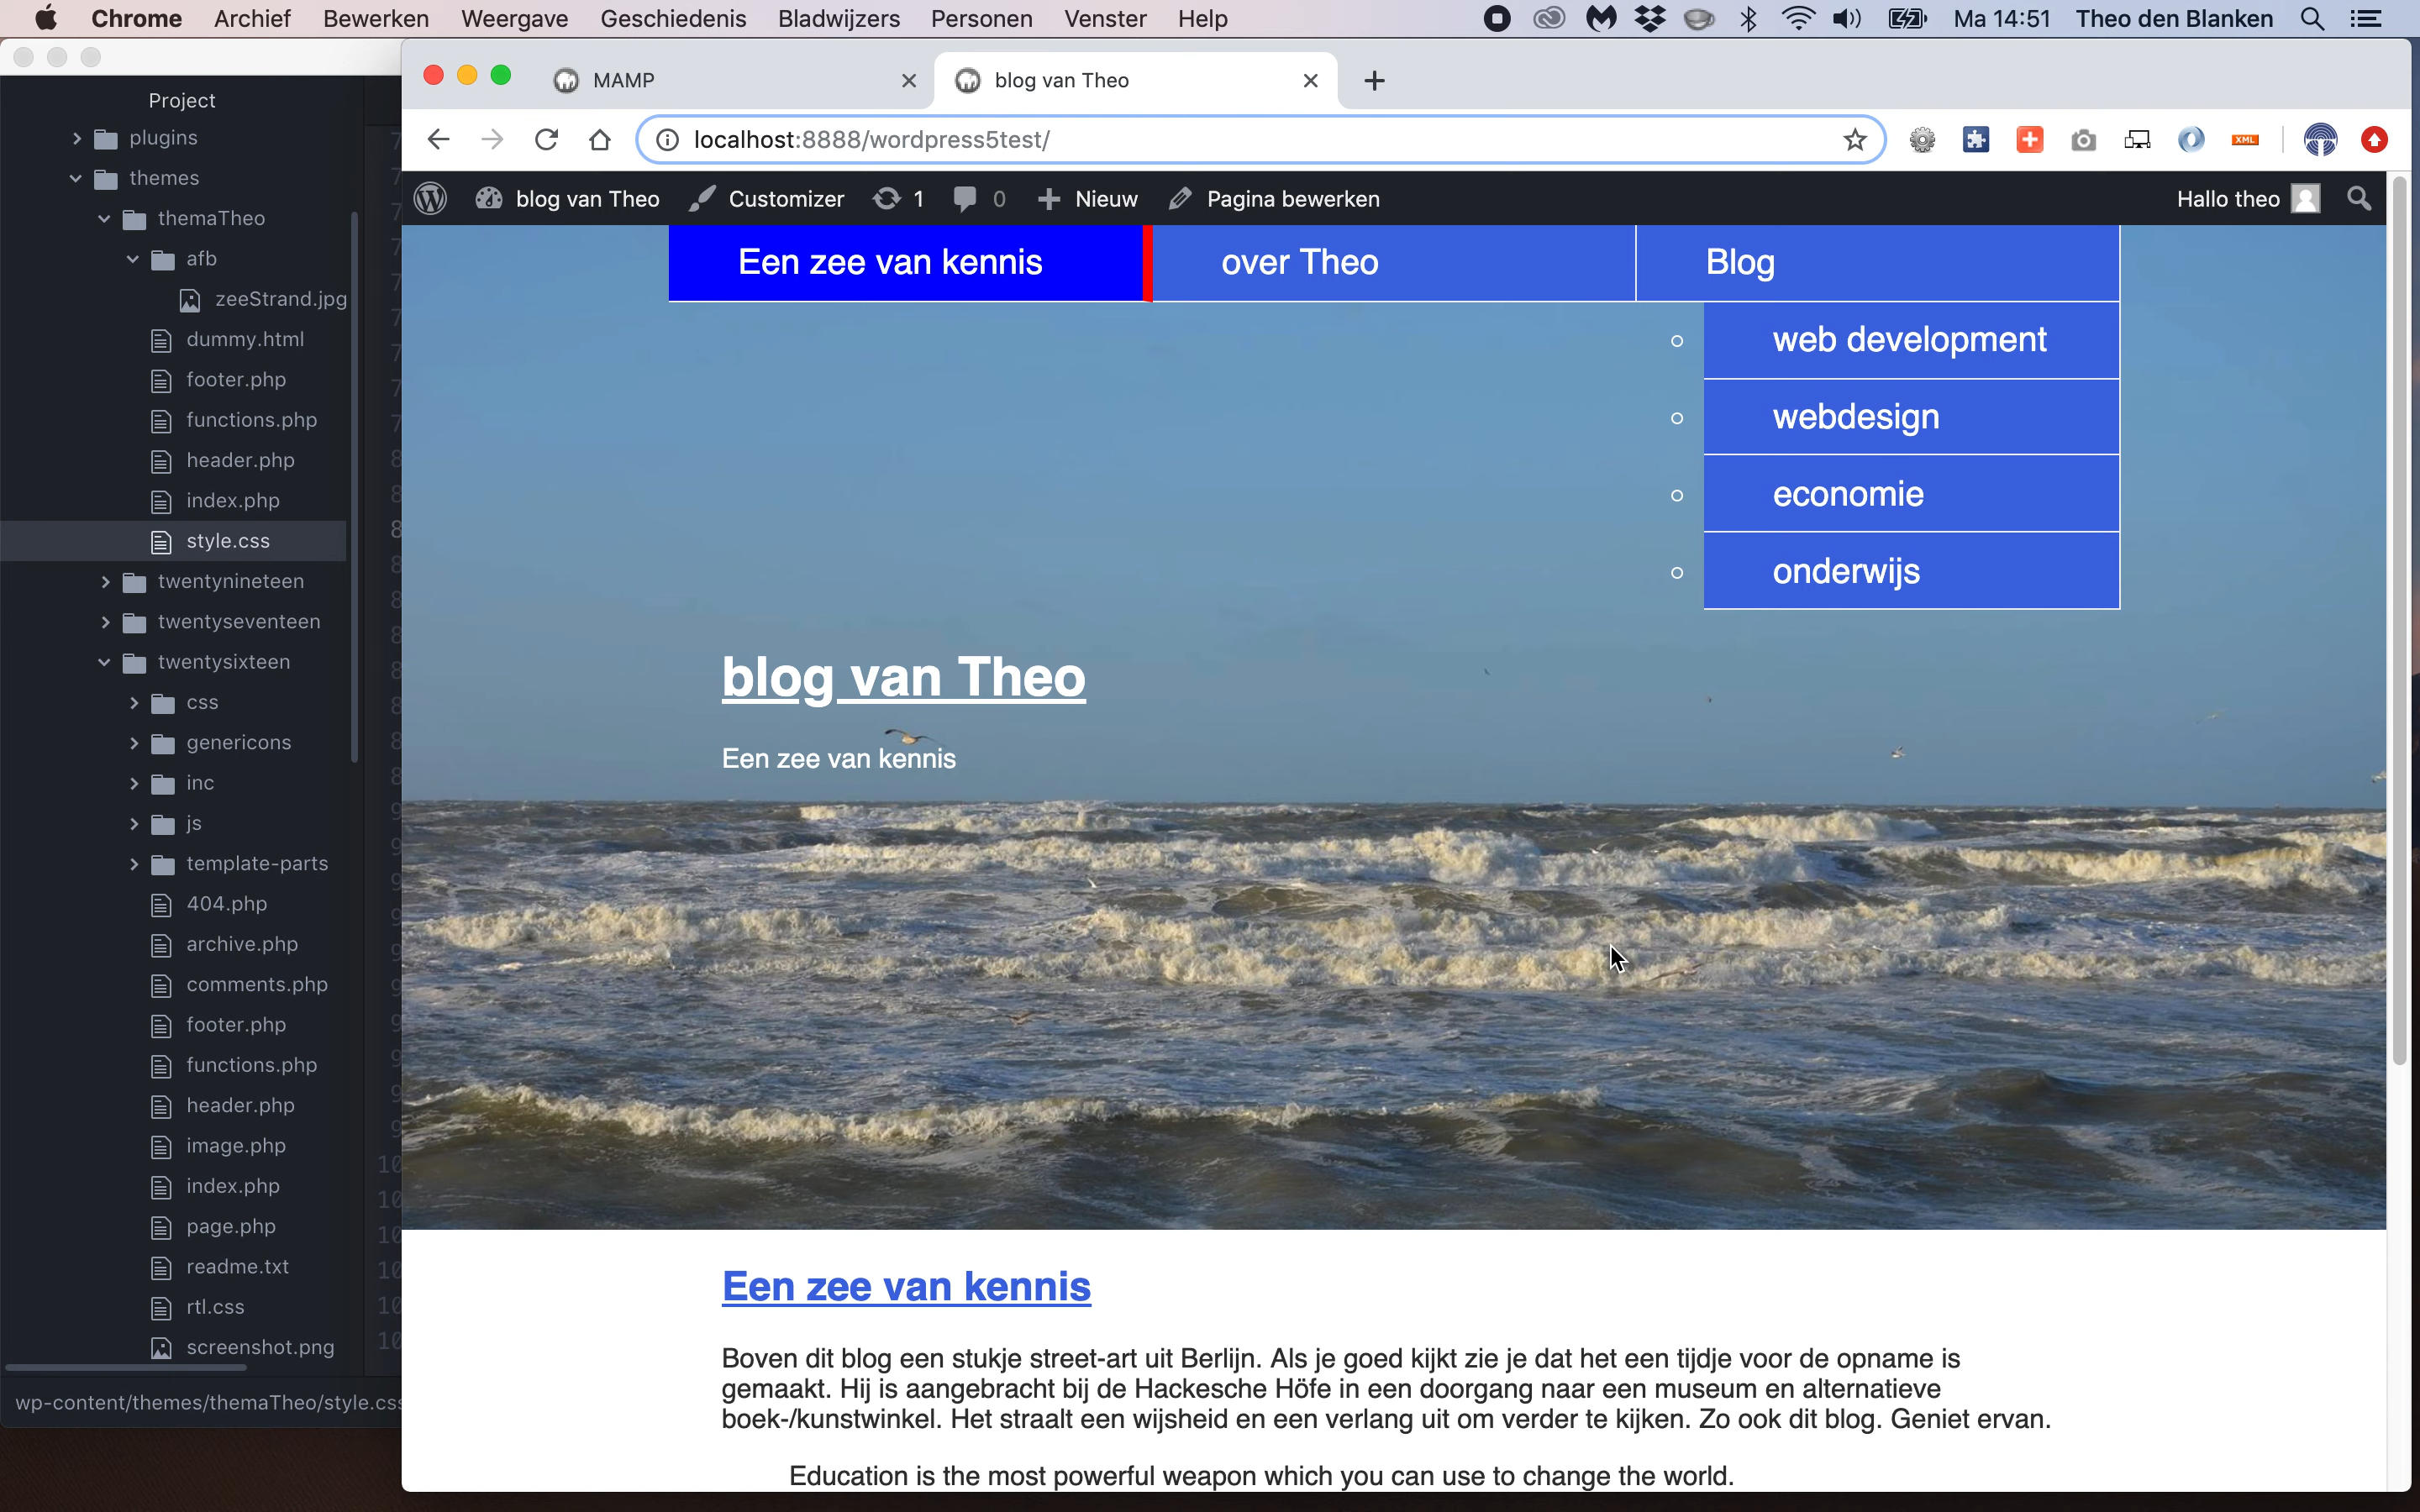 Chrome Archief Bewerken Weergave Geschiedenis Bladwijzers Personen Venster Help Ma 14:51 Theo den Blanken
Project
plugins
themes
themaTheo
afb
zeeStrand.jpg
dummy.html
footer.php
functions.php
header.php
index.php
style.css
twentynineteen
twentyseventeen
twentysixteen
css
genericons
inc
js
template-parts
404.php
archive.php
comments.php
footer.php
functions.php
header.php
image.php
index.php
page.php
readme.txt
rtl.css
screenshot.png
wp-content/themes/themaTheo/style.css
MAMP
blog van Theo
localhost:8888/wordpress5test/
XML
blog van Theo Customizer 1 0 Nieuw Pagina bewerken Hallo theo
Een zee van kennis over Theo Blog
web development
webdesign
economie
onderwijs
blog van Theo
Een zee van kennis
Een zee van kennis
Boven dit blog een stukje street-art uit Berlijn. Als je goed kijkt zie je dat het een tijdje voor de opname is
gemaakt. Hij is aangebracht bij de Hackesche Höfe in een doorgang naar een museum en alternatieve
boek-/kunstwinkel. Het straalt een wijsheid en een verlang uit om verder te kijken. Zo ook dit blog. Geniet ervan.
Education is the most powerful weapon which you can use to change the world.